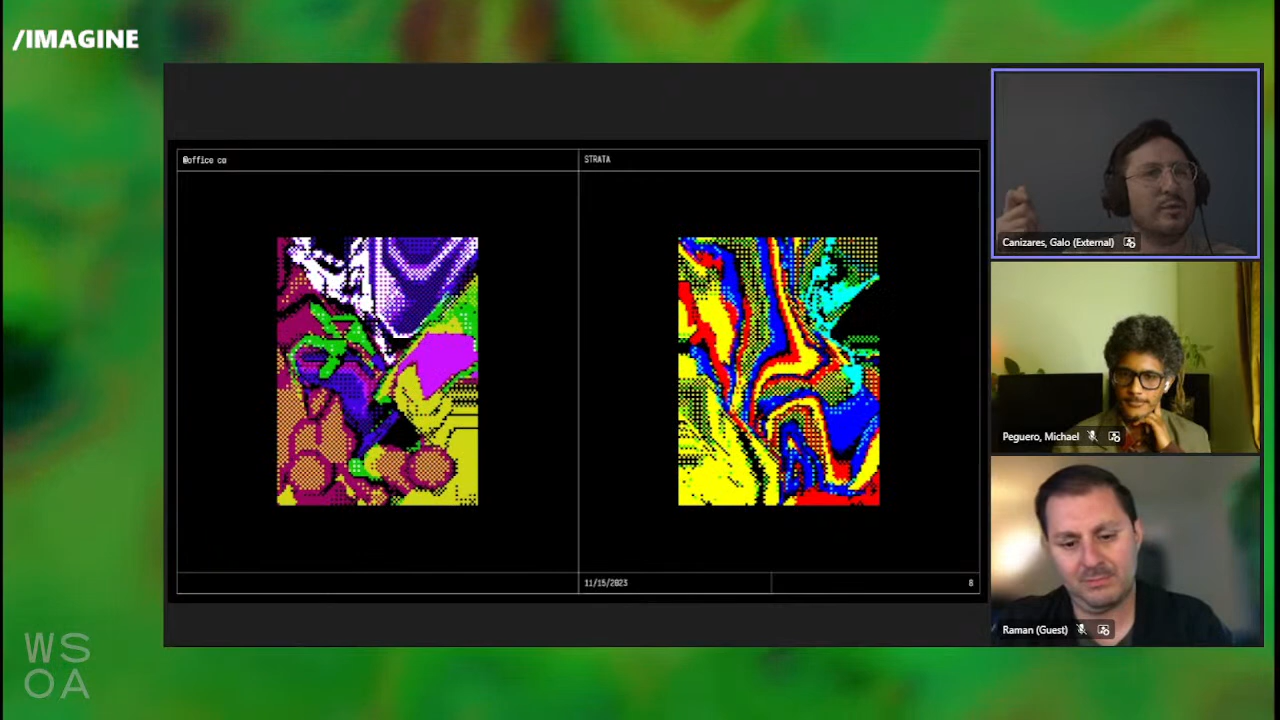 /IMAGINE
@office co
STRATA
Canizares, Galo (External)
Peguero, Michael
Raman (Guest)
11/15/2023
8
WS
OA